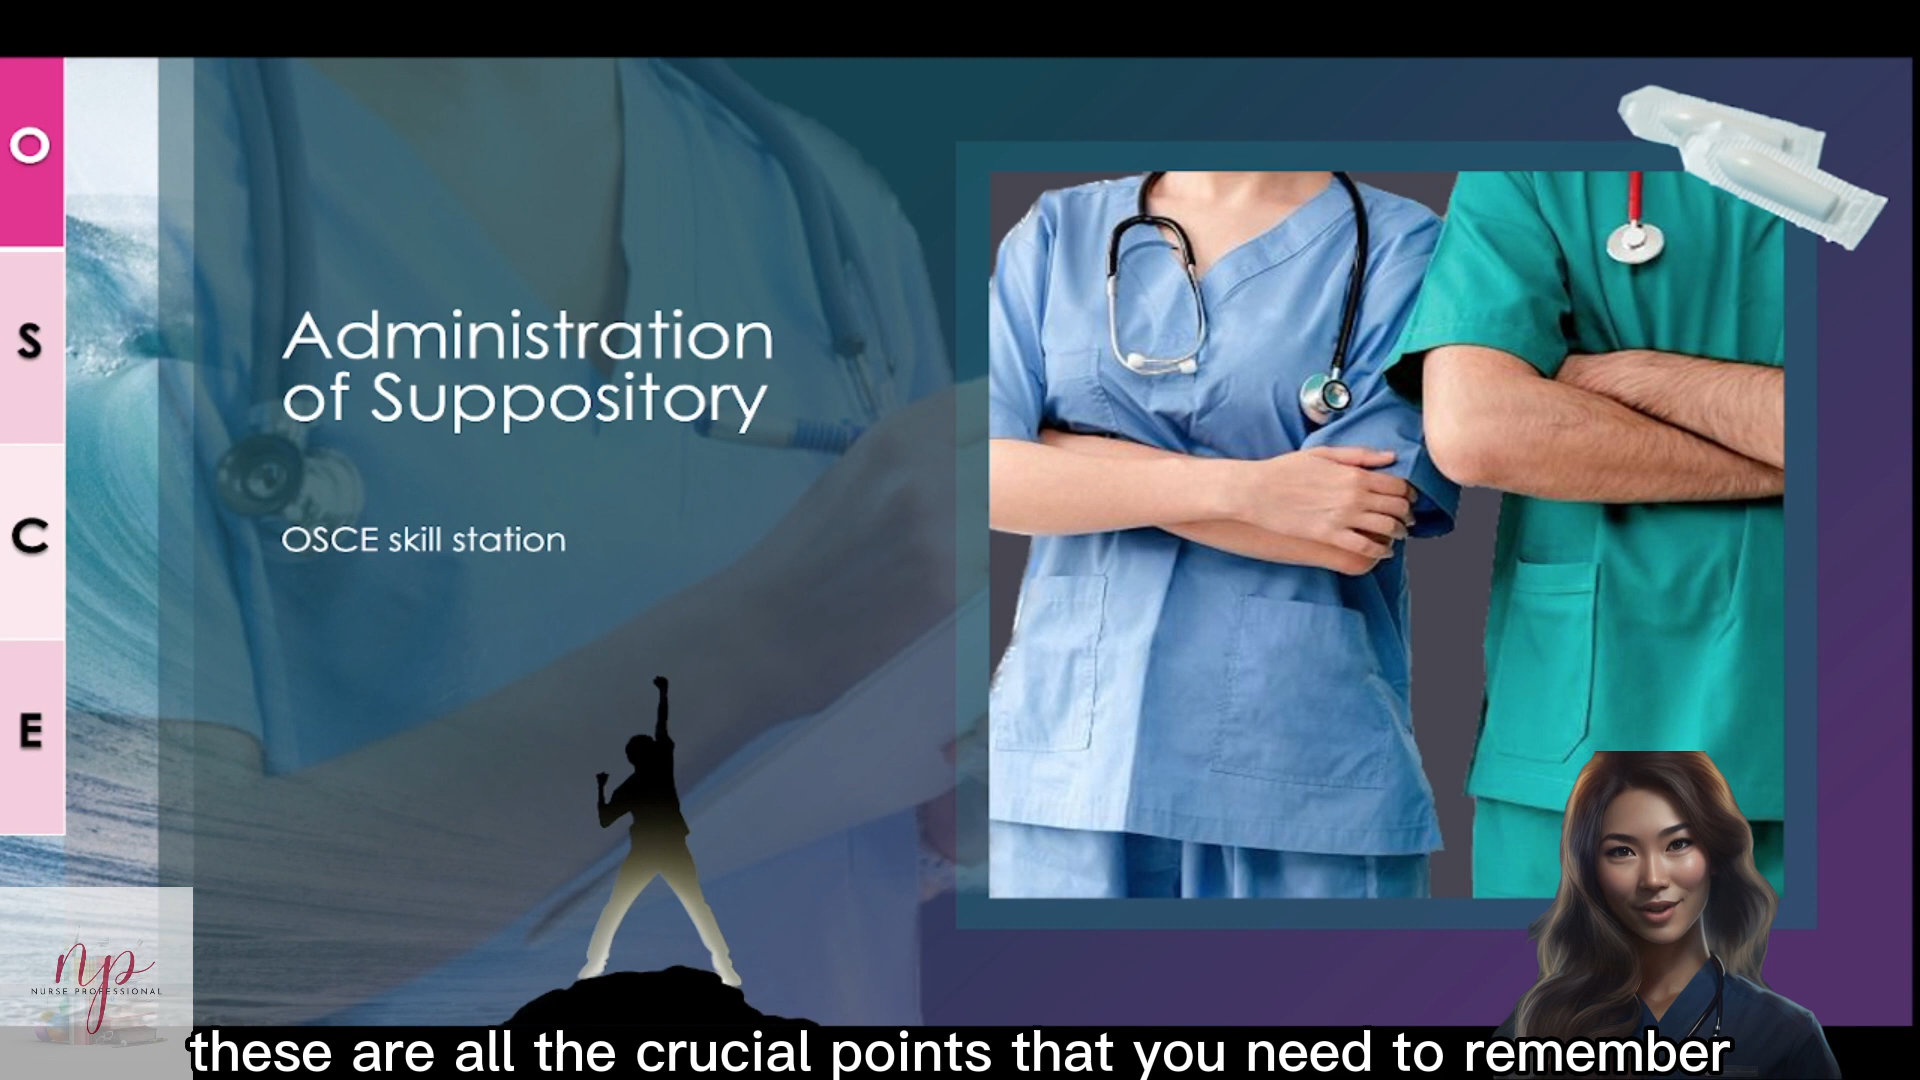 O
S
C
E
Administration
of Suppository
OSCE skill station
np
NURSE PROFESSIONAL
these are all the crucial points that you need to remember